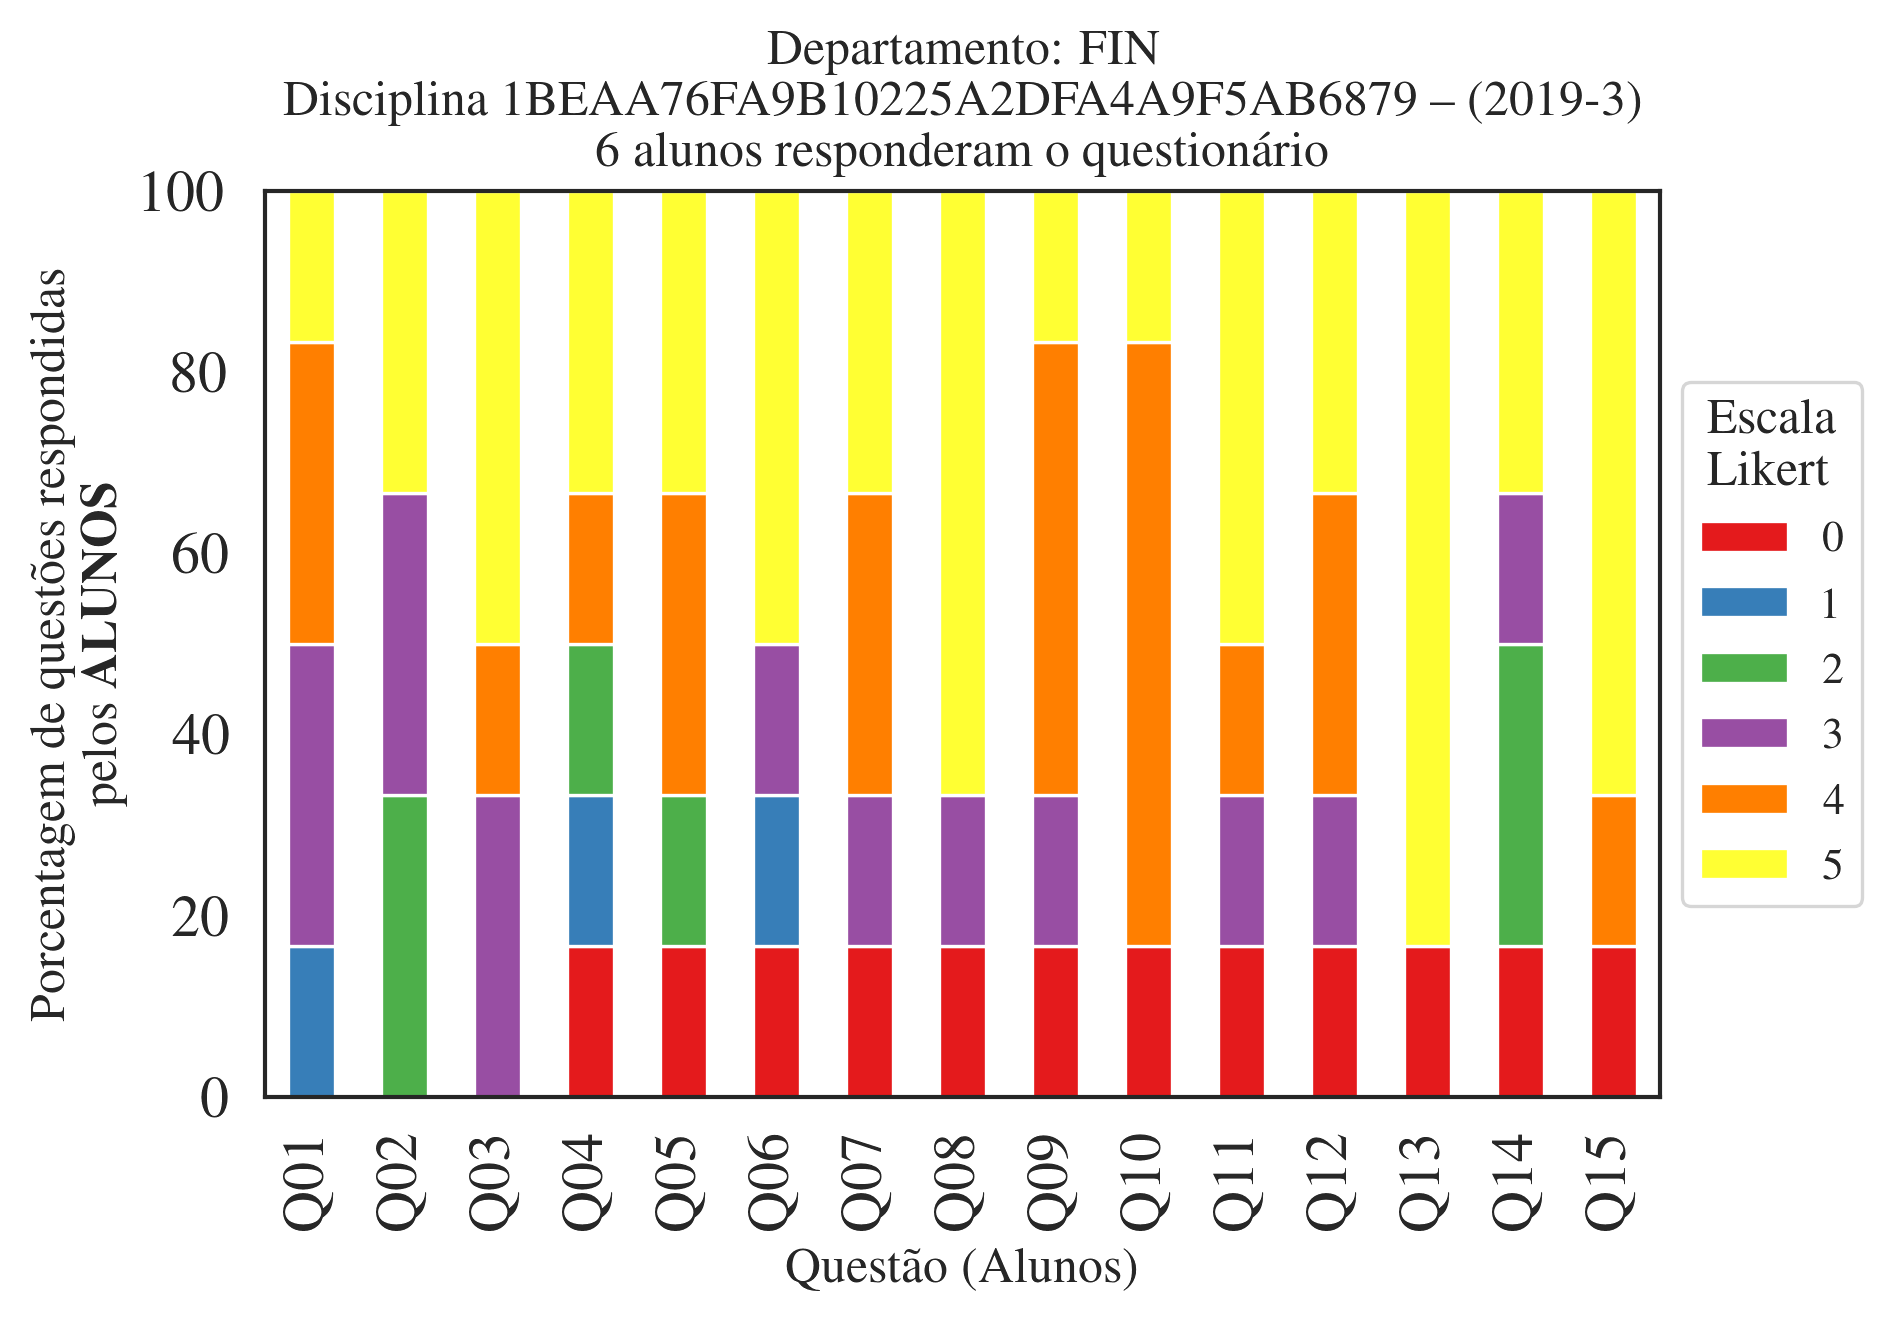 Departamento: FIN
Disciplina 1BEAA76FA9B10225A2DFA4A9F5AB6879 – (2019-3)
6 alunos responderam o questionário
Porcentagem de questões respondidas
pelos ALUNOS
100
80
60
40
20
0
Q01
Q02
Q03
Q04
Q05
Q06
Q07
Q08
Q09
Q10
Q11
Q12
Q13
Q14
Q15
Questão (Alunos)
Escala
Likert
0
1
2
3
4
5